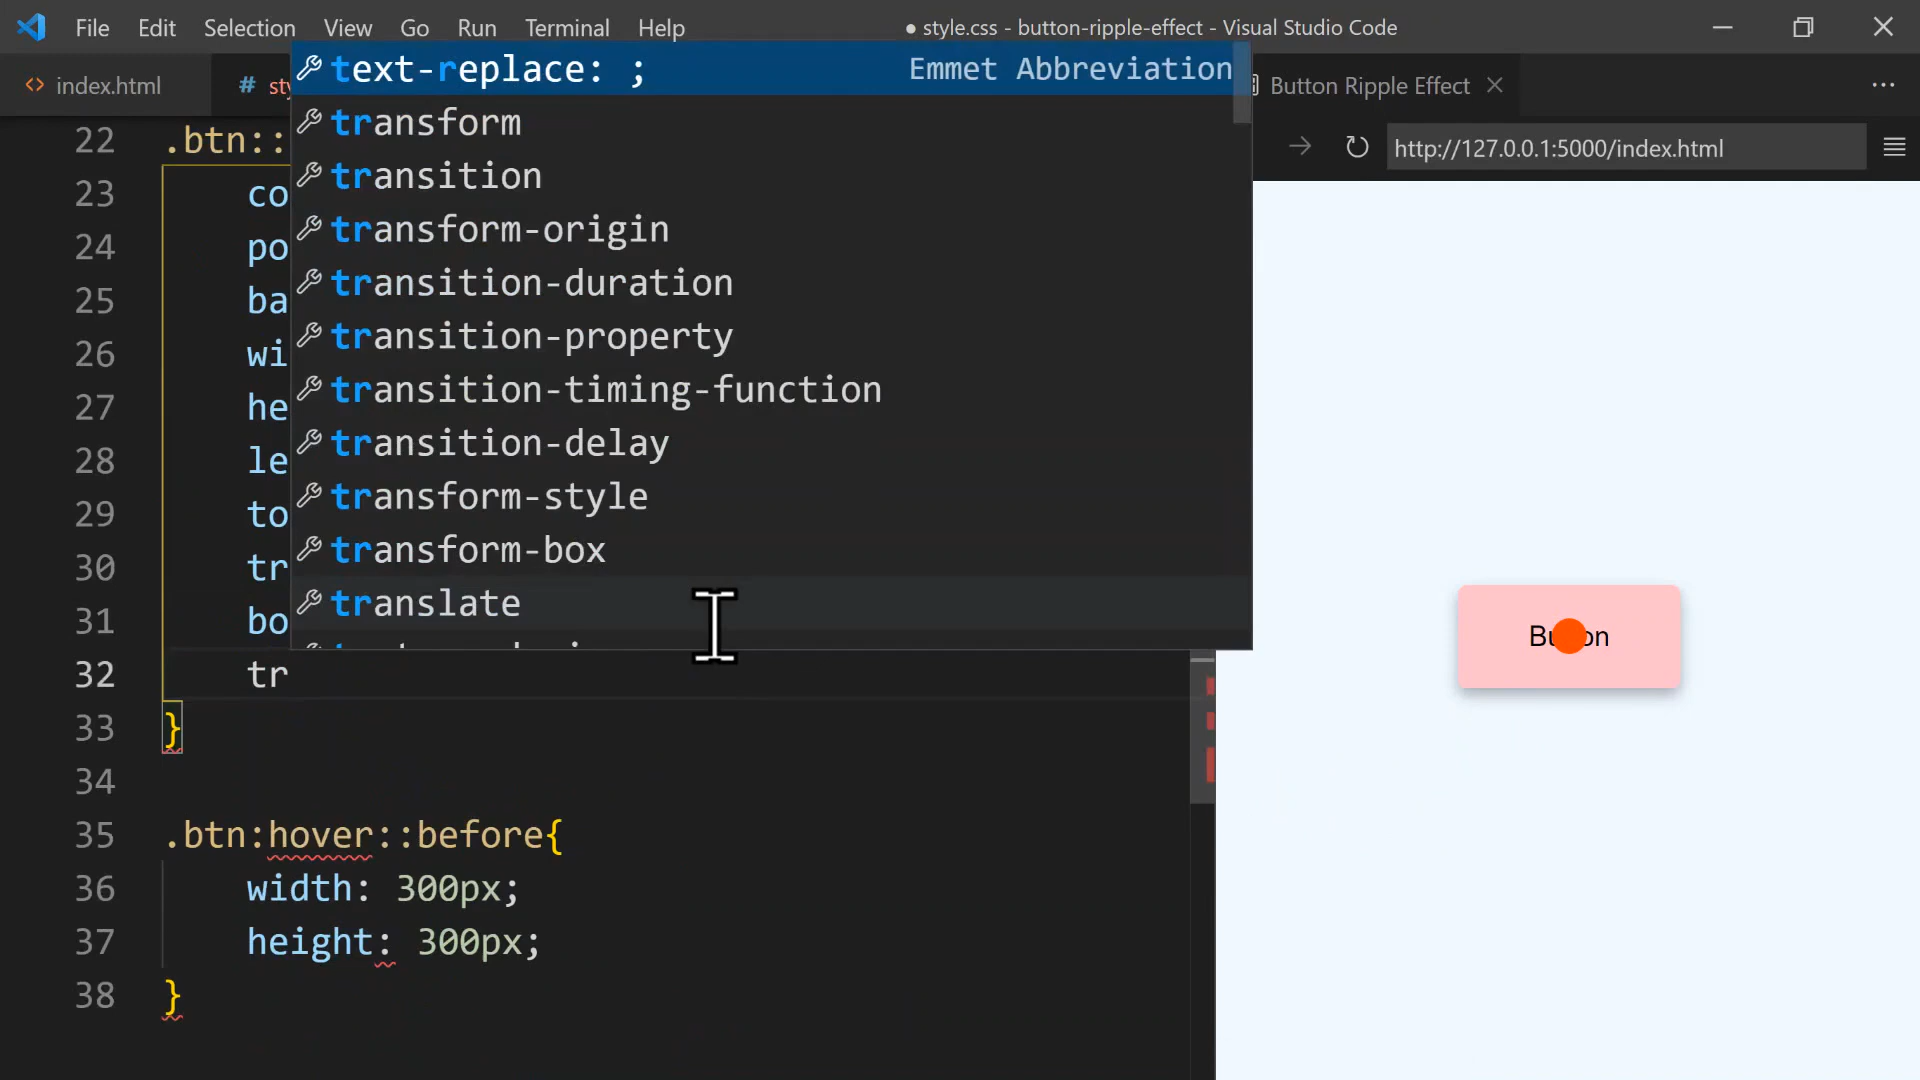 File Edit Selection View Go Run Terminal Help
● style.css - button-ripple-effect - Visual Studio Code
<> index.html
# sty
Button Ripple Effect
http://127.0.0.1:5000/index.html
text-replace: ; Emmet Abbreviation
transform
transition
transform-origin
transition-duration
transition-property
transition-timing-function
transition-delay
transform-style
transform-box
translate
22 .btn::
23 co
24 po
25 ba
26 wi
27 he
28 le
29 to
30 tr
31 bo
32 tr
33 }
34
35 .btn:hover::before{
36 width: 300px;
37 height: 300px;
38 }